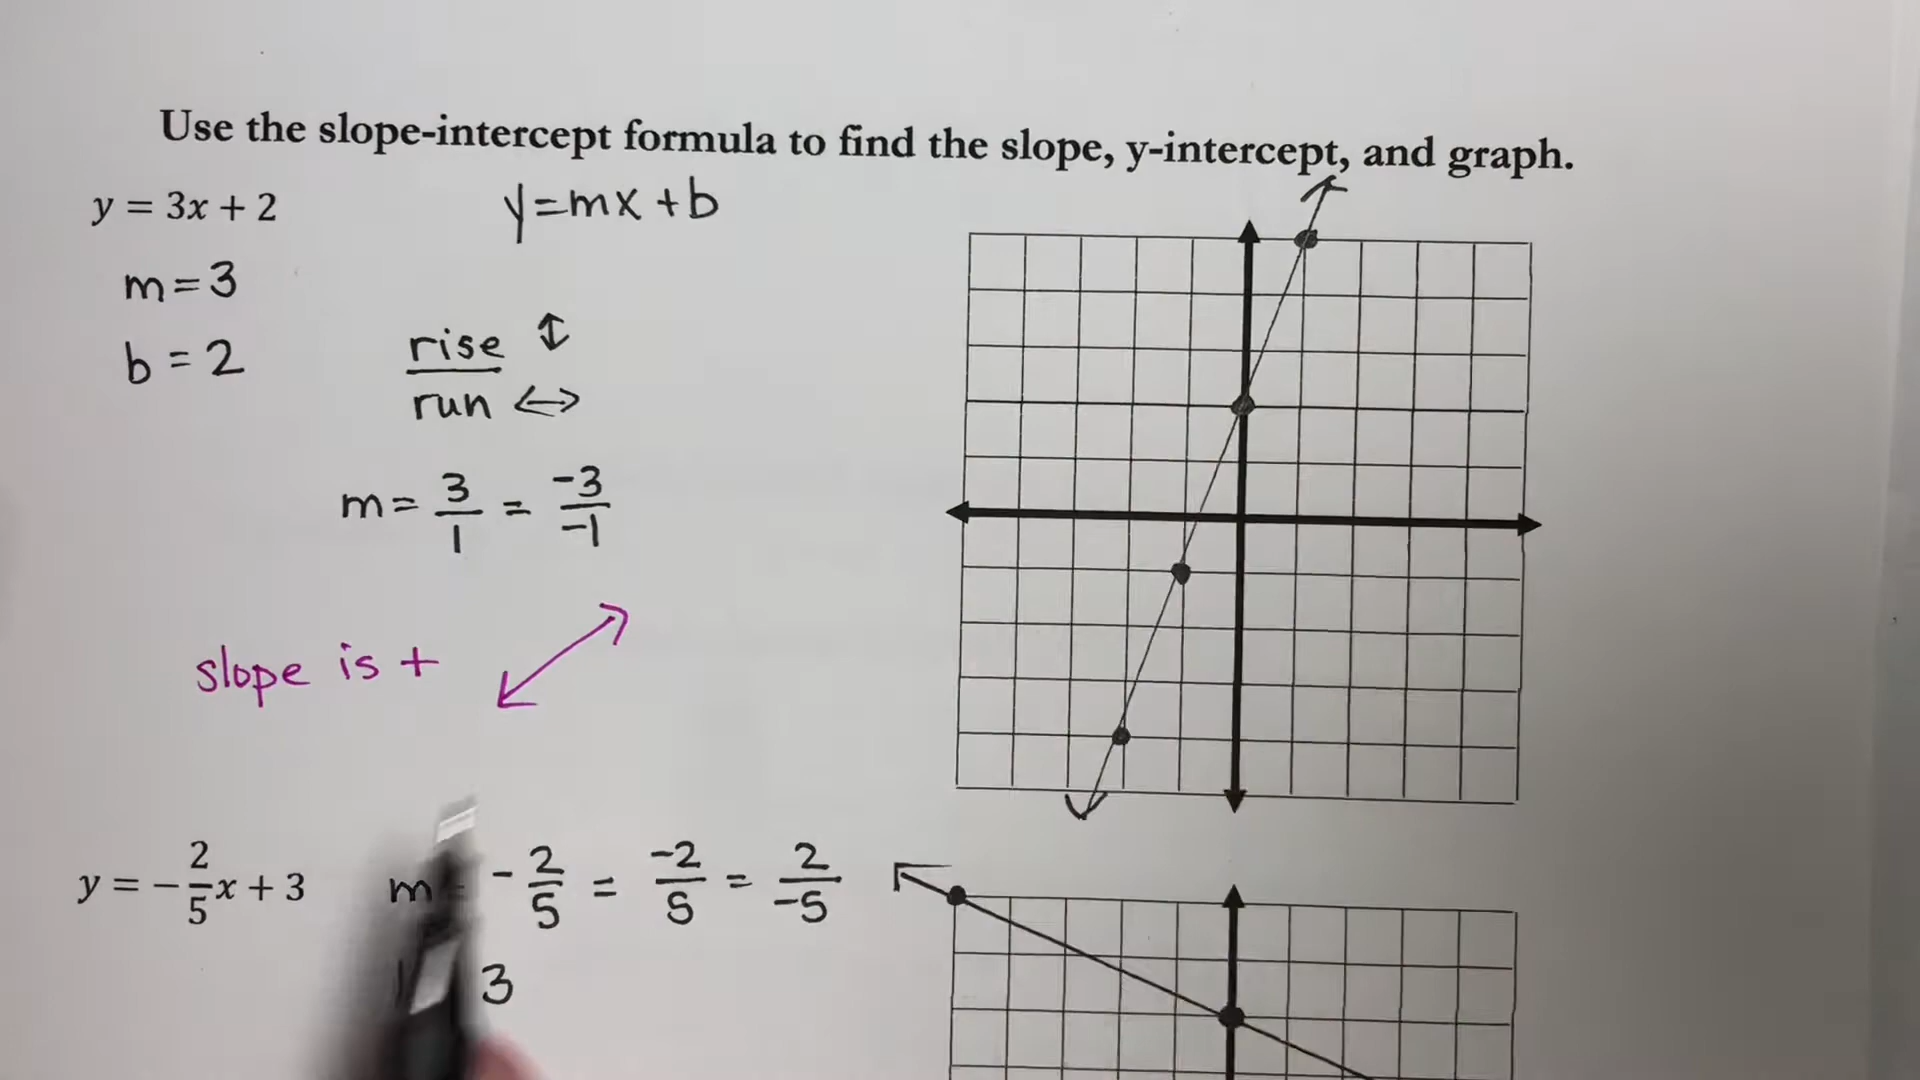 Use the slope-intercept formula to find the slope, y-intercept, and graph.
y = 3x + 2
y=mx+b
m=3
b=2
rise ↕
run ↔
m= 3/1 = -3/-1
slope is +
y = -2/5x + 3
m = -2/5 = -2/5 = 2/-5
3